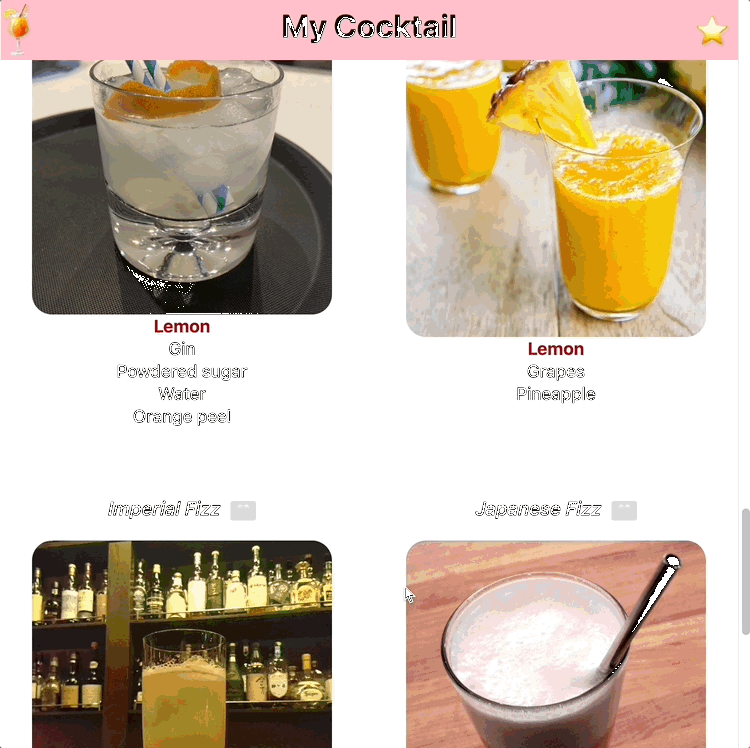 My Cocktail
Lemon
Gin
Powdered sugar
Water
Orange peel
Lemon
Grapes
Pineapple
Imperial Fizz
Japanese Fizz